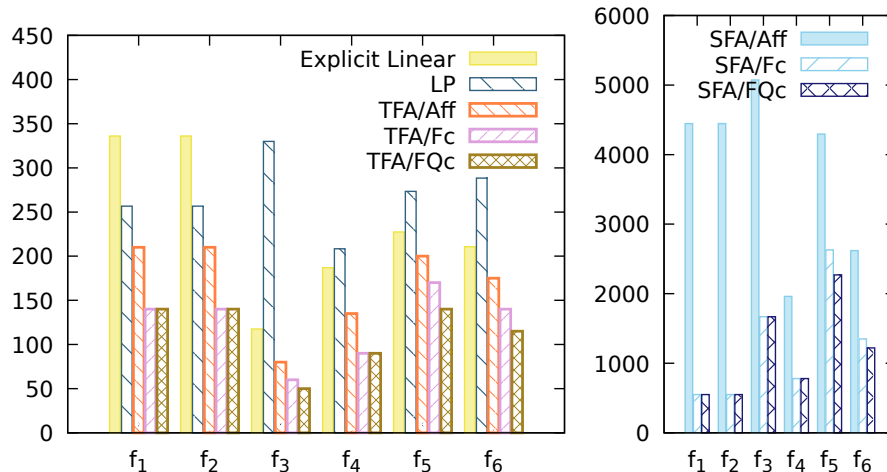 450
400
350
300
250
200
150
100
50
0
Explicit Linear
LP
TFA/Aff
TFA/Fc
TFA/FQc
f1 f2 f3 f4 f5 f6
6000
5000
4000
3000
2000
1000
0
SFA/Aff
SFA/Fc
SFA/FQc
f1 f2 f3 f4 f5 f6